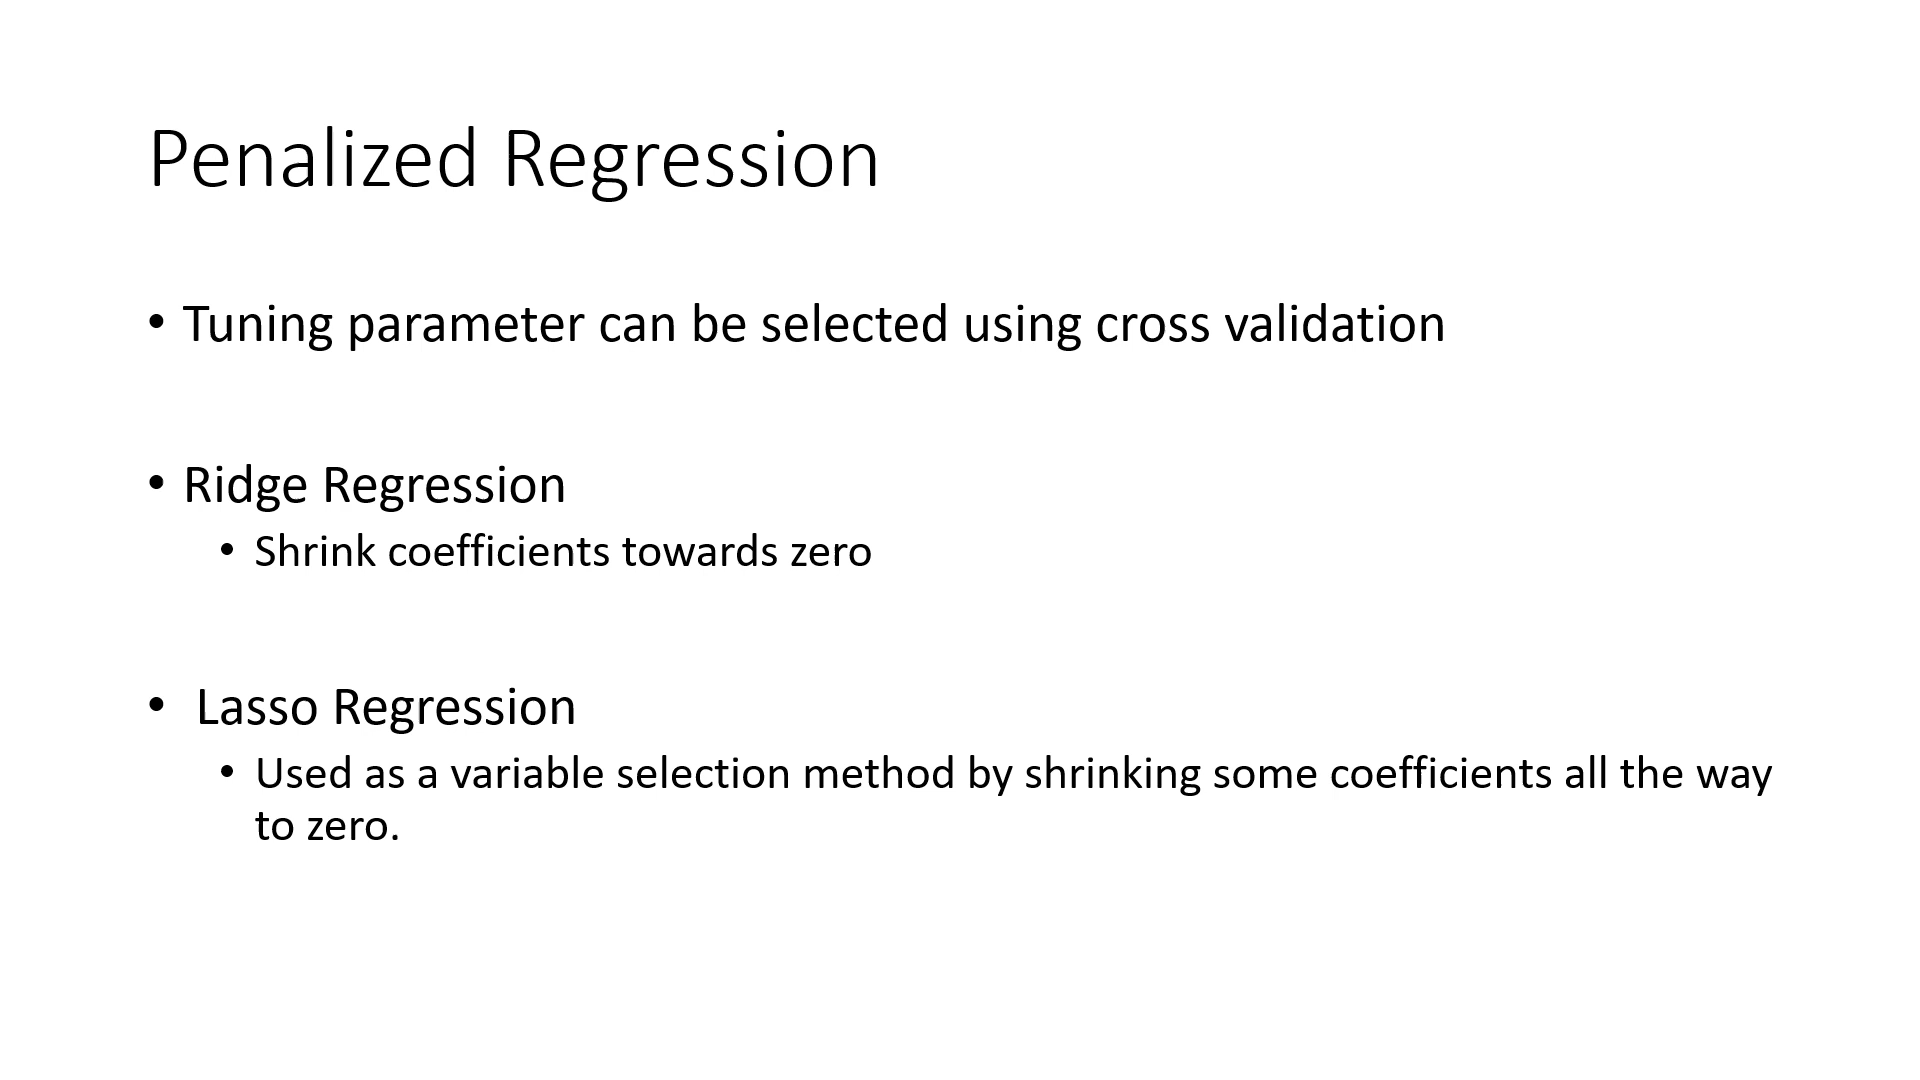 Penalized Regression
• Tuning parameter can be selected using cross validation
• Ridge Regression
• Shrink coefficients towards zero
• Lasso Regression
• Used as a variable selection method by shrinking some coefficients all the way
to zero.